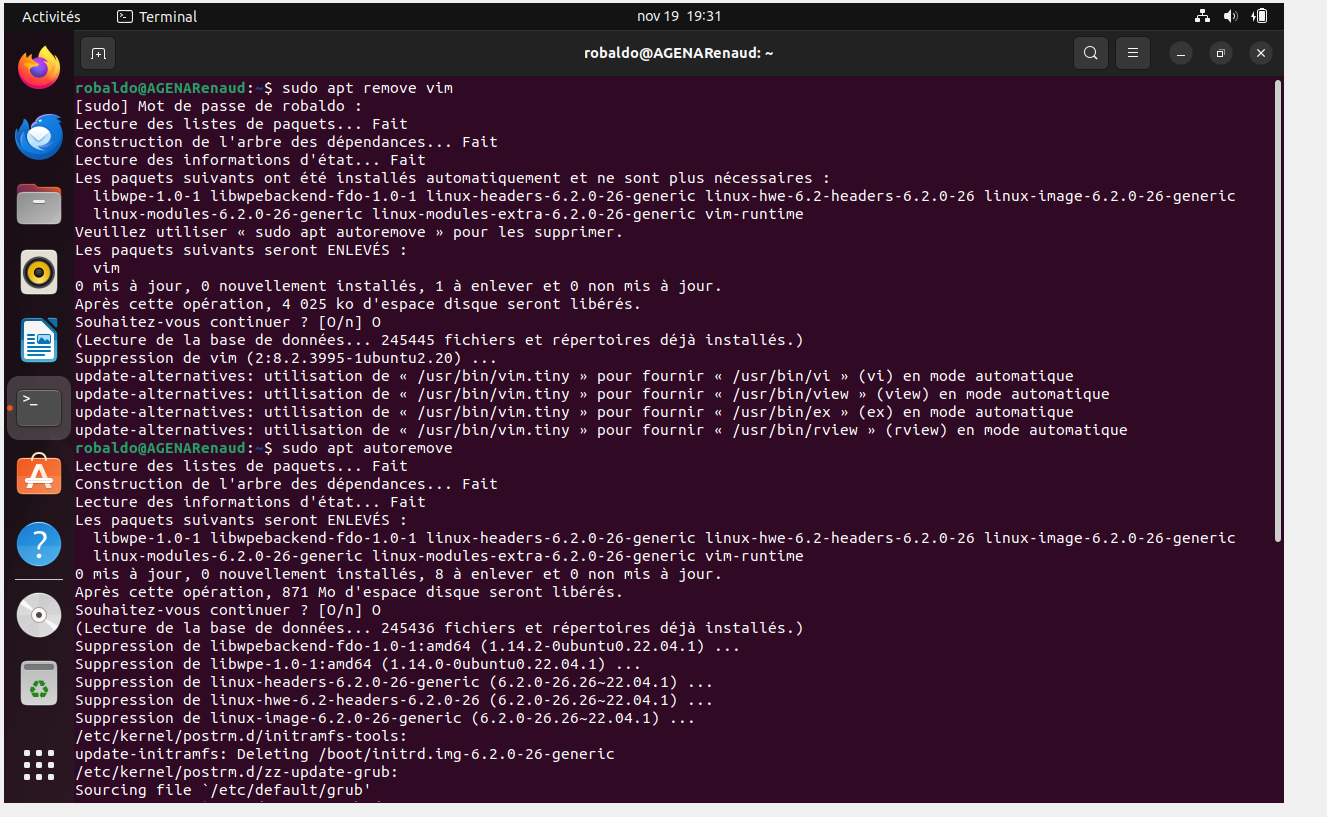 Activités
Terminal
nov 19 19:31
robaldo@AGENARenaud: ~
robaldo@AGENARenaud:~$ sudo apt remove vim
[sudo] Mot de passe de robaldo :
Lecture des listes de paquets... Fait
Construction de l'arbre des dépendances... Fait
Lecture des informations d'état... Fait
Les paquets suivants ont été installés automatiquement et ne sont plus nécessaires :
  libwpe-1.0-1 libwpebackend-fdo-1.0-1 linux-headers-6.2.0-26-generic linux-hwe-6.2-headers-6.2.0-26 linux-image-6.2.0-26-generic
  linux-modules-6.2.0-26-generic linux-modules-extra-6.2.0-26-generic vim-runtime
Veuillez utiliser « sudo apt autoremove » pour les supprimer.
Les paquets suivants seront ENLEVÉS :
  vim
0 mis à jour, 0 nouvellement installés, 1 à enlever et 0 non mis à jour.
Après cette opération, 4 025 ko d'espace disque seront libérés.
Souhaitez-vous continuer ? [O/n] O
(Lecture de la base de données... 245445 fichiers et répertoires déjà installés.)
Suppression de vim (2:8.2.3995-1ubuntu2.20) ...
update-alternatives: utilisation de « /usr/bin/vim.tiny » pour fournir « /usr/bin/vi » (vi) en mode automatique
update-alternatives: utilisation de « /usr/bin/vim.tiny » pour fournir « /usr/bin/view » (view) en mode automatique
update-alternatives: utilisation de « /usr/bin/vim.tiny » pour fournir « /usr/bin/ex » (ex) en mode automatique
update-alternatives: utilisation de « /usr/bin/vim.tiny » pour fournir « /usr/bin/rview » (rview) en mode automatique
robaldo@AGENARenaud:~$ sudo apt autoremove
Lecture des listes de paquets... Fait
Construction de l'arbre des dépendances... Fait
Lecture des informations d'état... Fait
Les paquets suivants seront ENLEVÉS :
  libwpe-1.0-1 libwpebackend-fdo-1.0-1 linux-headers-6.2.0-26-generic linux-hwe-6.2-headers-6.2.0-26 linux-image-6.2.0-26-generic
  linux-modules-6.2.0-26-generic linux-modules-extra-6.2.0-26-generic vim-runtime
0 mis à jour, 0 nouvellement installés, 8 à enlever et 0 non mis à jour.
Après cette opération, 871 Mo d'espace disque seront libérés.
Souhaitez-vous continuer ? [O/n] O
(Lecture de la base de données... 245436 fichiers et répertoires déjà installés.)
Suppression de libwpebackend-fdo-1.0-1:amd64 (1.14.2-0ubuntu0.22.04.1) ...
Suppression de libwpe-1.0-1:amd64 (1.14.0-0ubuntu0.22.04.1) ...
Suppression de linux-headers-6.2.0-26-generic (6.2.0-26.26~22.04.1) ...
Suppression de linux-hwe-6.2-headers-6.2.0-26 (6.2.0-26.26~22.04.1) ...
Suppression de linux-image-6.2.0-26-generic (6.2.0-26.26~22.04.1) ...
/etc/kernel/postrm.d/initramfs-tools:
update-initramfs: Deleting /boot/initrd.img-6.2.0-26-generic
/etc/kernel/postrm.d/zz-update-grub:
Sourcing file `/etc/default/grub'